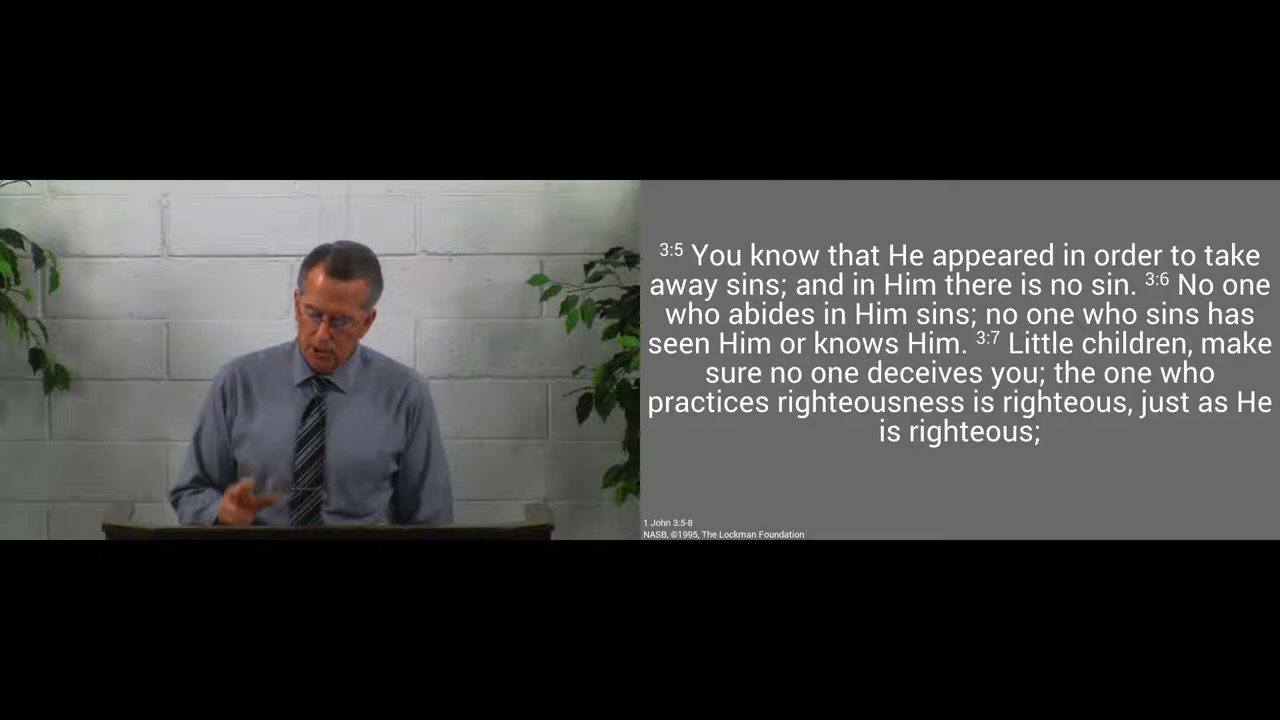 3:5 You know that He appeared in order to take
away sins; and in Him there is no sin. 3:6 No one
who abides in Him sins; no one who sins has
seen Him or knows Him. 3:7 Little children, make
sure no one deceives you; the one who
practices righteousness is righteous, just as He
is righteous;
1 John 3:5-8
NASB, ©1995, The Lockman Foundation